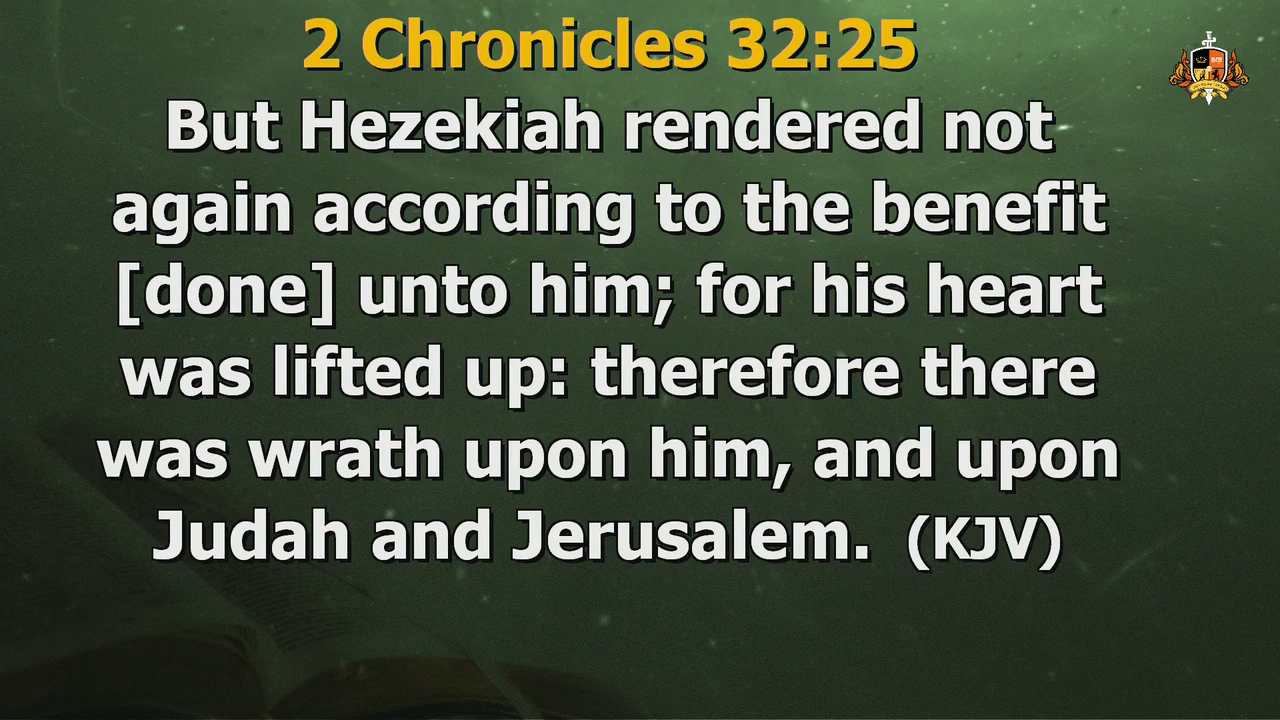 2 Chronicles 32:25
But Hezekiah rendered not
again according to the benefit
[done] unto him; for his heart
was lifted up: therefore there
was wrath upon him, and upon
Judah and Jerusalem. (KJV)